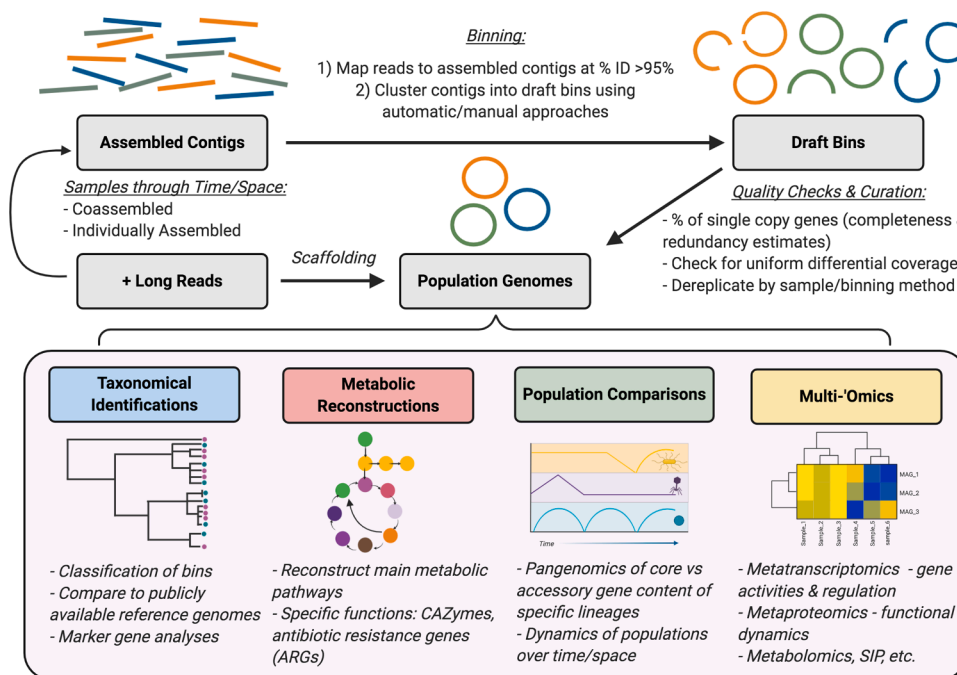 Binning:
1) Map reads to assembled contigs at % ID >95%
2) Cluster contigs into draft bins using
automatic/manual approaches
Assembled Contigs
Draft Bins
Samples through Time/Space:
- Coassembled
- Individually Assembled
Quality Checks & Curation:
- % of single copy genes (completeness
redundancy estimates)
- Check for uniform differential coverage
- Dereplicate by sample/binning method
+ Long Reads
Scaffolding
Population Genomes
Taxonomical
Identifications
- Classification of bins
- Compare to publicly
available reference genomes
- Marker gene analyses
Metabolic
Reconstructions
- Reconstruct main metabolic
pathways
- Specific functions: CAZymes,
antibiotic resistance genes
(ARGs)
Population Comparisons
Time
- Pangenomics of core vs
accessory gene content of
specific lineages
- Dynamics of populations
over time/space
Multi-'Omics
MAG_1
MAG_2
MAG_3
Sample_1
Sample_2
Sample_3
Sample_4
Sample_5
sample_6
- Metatranscriptomics - gene
activities & regulation
- Metaproteomics - functional
dynamics
- Metabolomics, SIP, etc.